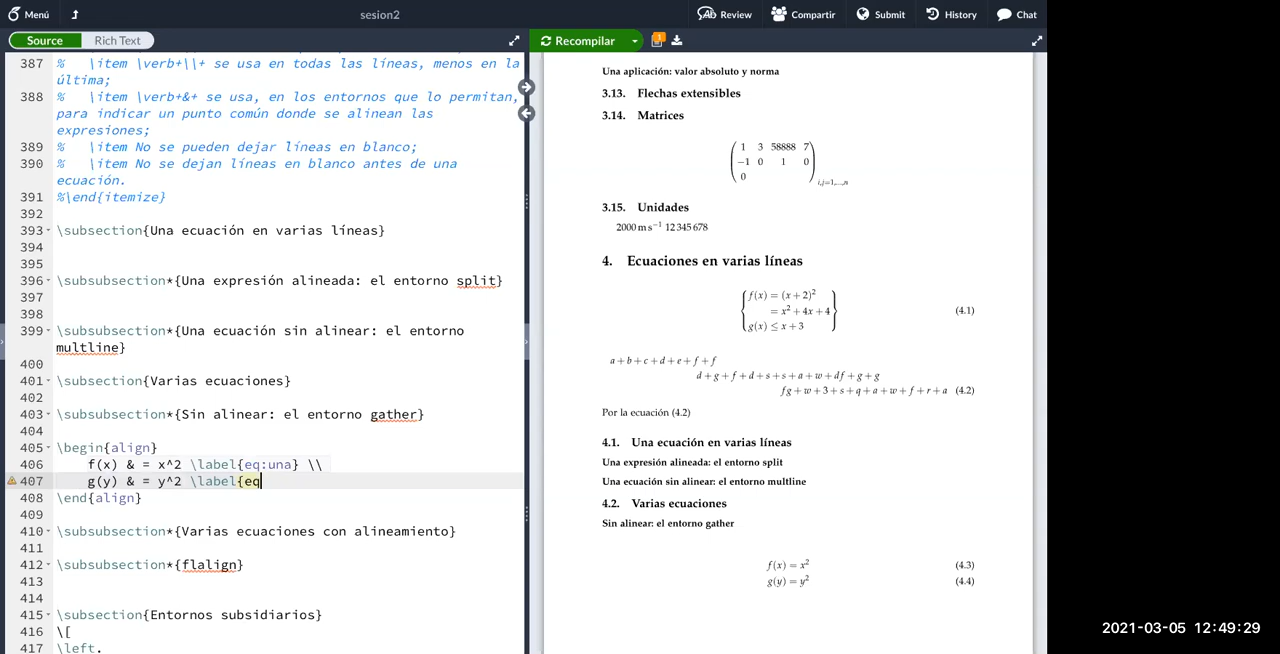 Menú
sesion2
Review
Compartir
Submit
History
Chat
Source
Rich Text
Recompilar
1
387 %   \item \verb+\\+ se usa en todas las líneas, menos en la
última;
388 %   \item \verb+&+ se usa, en los entornos que lo permitan,
para indicar un punto común donde se alinean las
expresiones;
389 %   \item No se pueden dejar líneas en blanco;
390 %   \item No se dejan líneas en blanco antes de una
ecuación.
391 %\end{itemize}
392
393 \subsection{Una ecuación en varias líneas}
394
395
396 \subsubsection*{Una expresión alineada: el entorno split}
397
398
399 \subsubsection*{Una ecuación sin alinear: el entorno
multline}
400
401 \subsection{Varias ecuaciones}
402
403 \subsubsection*{Sin alinear: el entorno gather}
404
405 \begin{align}
406     f(x) & = x^2 \label{eq:una} \\
407     g(y) & = y^2 \label{eq
408 \end{align}
409
410 \subsubsection*{Varias ecuaciones con alineamiento}
411
412 \subsubsection*{flalign}
413
414
415 \subsection{Entornos subsidiarios}
416 \[
417 \left.
Una aplicación: valor absoluto y norma
3.13. Flechas extensibles
3.14. Matrices
1 3 58888 7
−1 0 1 0
0
i,j=1,...,n
3.15. Unidades
2000 m s−1 12 345 678
4. Ecuaciones en varias líneas
f(x) = (x + 2)2
= x2 + 4x + 4 (4.1)
g(x) ≤ x + 3
a + b + c + d + e + f + f
d + g + f + d + s + s + a + w + df + g + g
fg + w + 3 + s + q + a + w + f + r + a (4.2)
Por la ecuación (4.2)
4.1. Una ecuación en varias líneas
Una expresión alineada: el entorno split
Una ecuación sin alinear: el entorno multline
4.2. Varias ecuaciones
Sin alinear: el entorno gather
f(x) = x2 (4.3)
g(y) = y2 (4.4)
2021-03-05 12:49:29